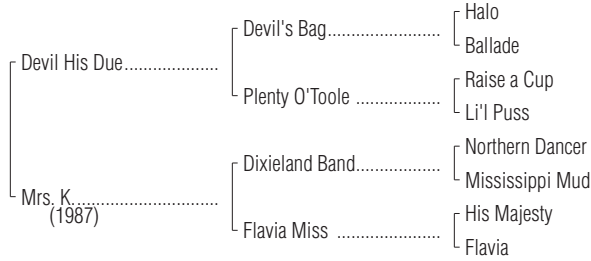 Halo
Devil's Bag
Ballade
Devil His Due
Raise a Cup
Plenty O'Toole
Li'l Puss
Northern Dancer
Dixieland Band
Mississippi Mud
Mrs. K.
(1987)
His Majesty
Flavia Miss
Flavia